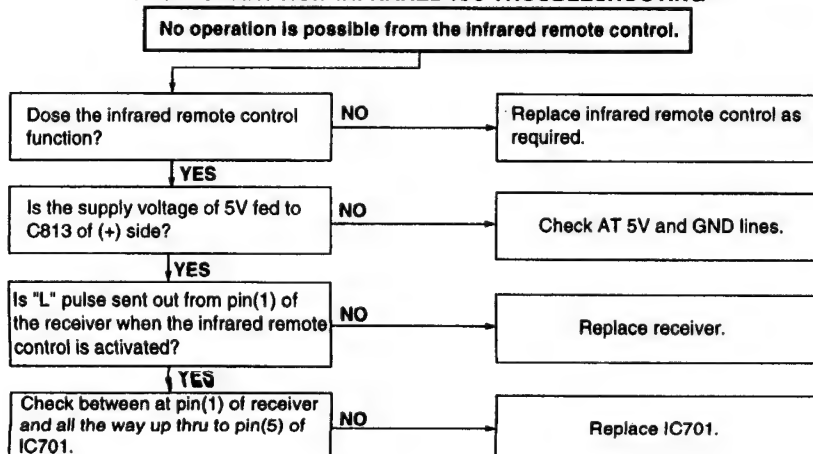 No operation is possible from the infrared remote control.
Dose the infrared remote control
function?
NO
Replace infrared remote control as
required.
YES
Is the supply voltage of 5V fed to
C813 of (+) side?
NO
Check AT 5V and GND lines.
YES
Is "L" pulse sent out from pin(1) of
the receiver when the infrared remote
control is activated?
NO
Replace receiver.
YES
Check between at pin(1) of receiver
and all the way up thru to pin(5) of
IC701.
NO
Replace IC701.